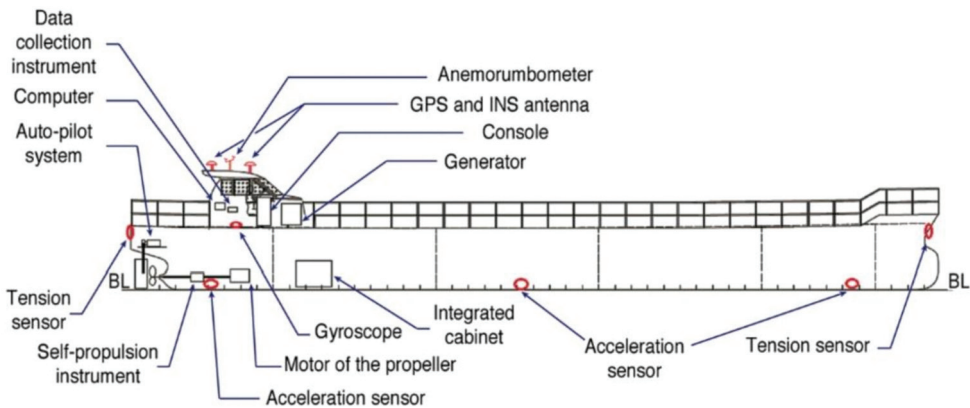 Data
collection
instrument
Computer
Auto-pilot
system
Anemorumbometer
GPS and INS antenna
Console
Generator
BL
BL
Tension
sensor
Self-propulsion
instrument
Gyroscope
Motor of the propeller
Acceleration sensor
Integrated
cabinet
Acceleration
sensor
Tension sensor